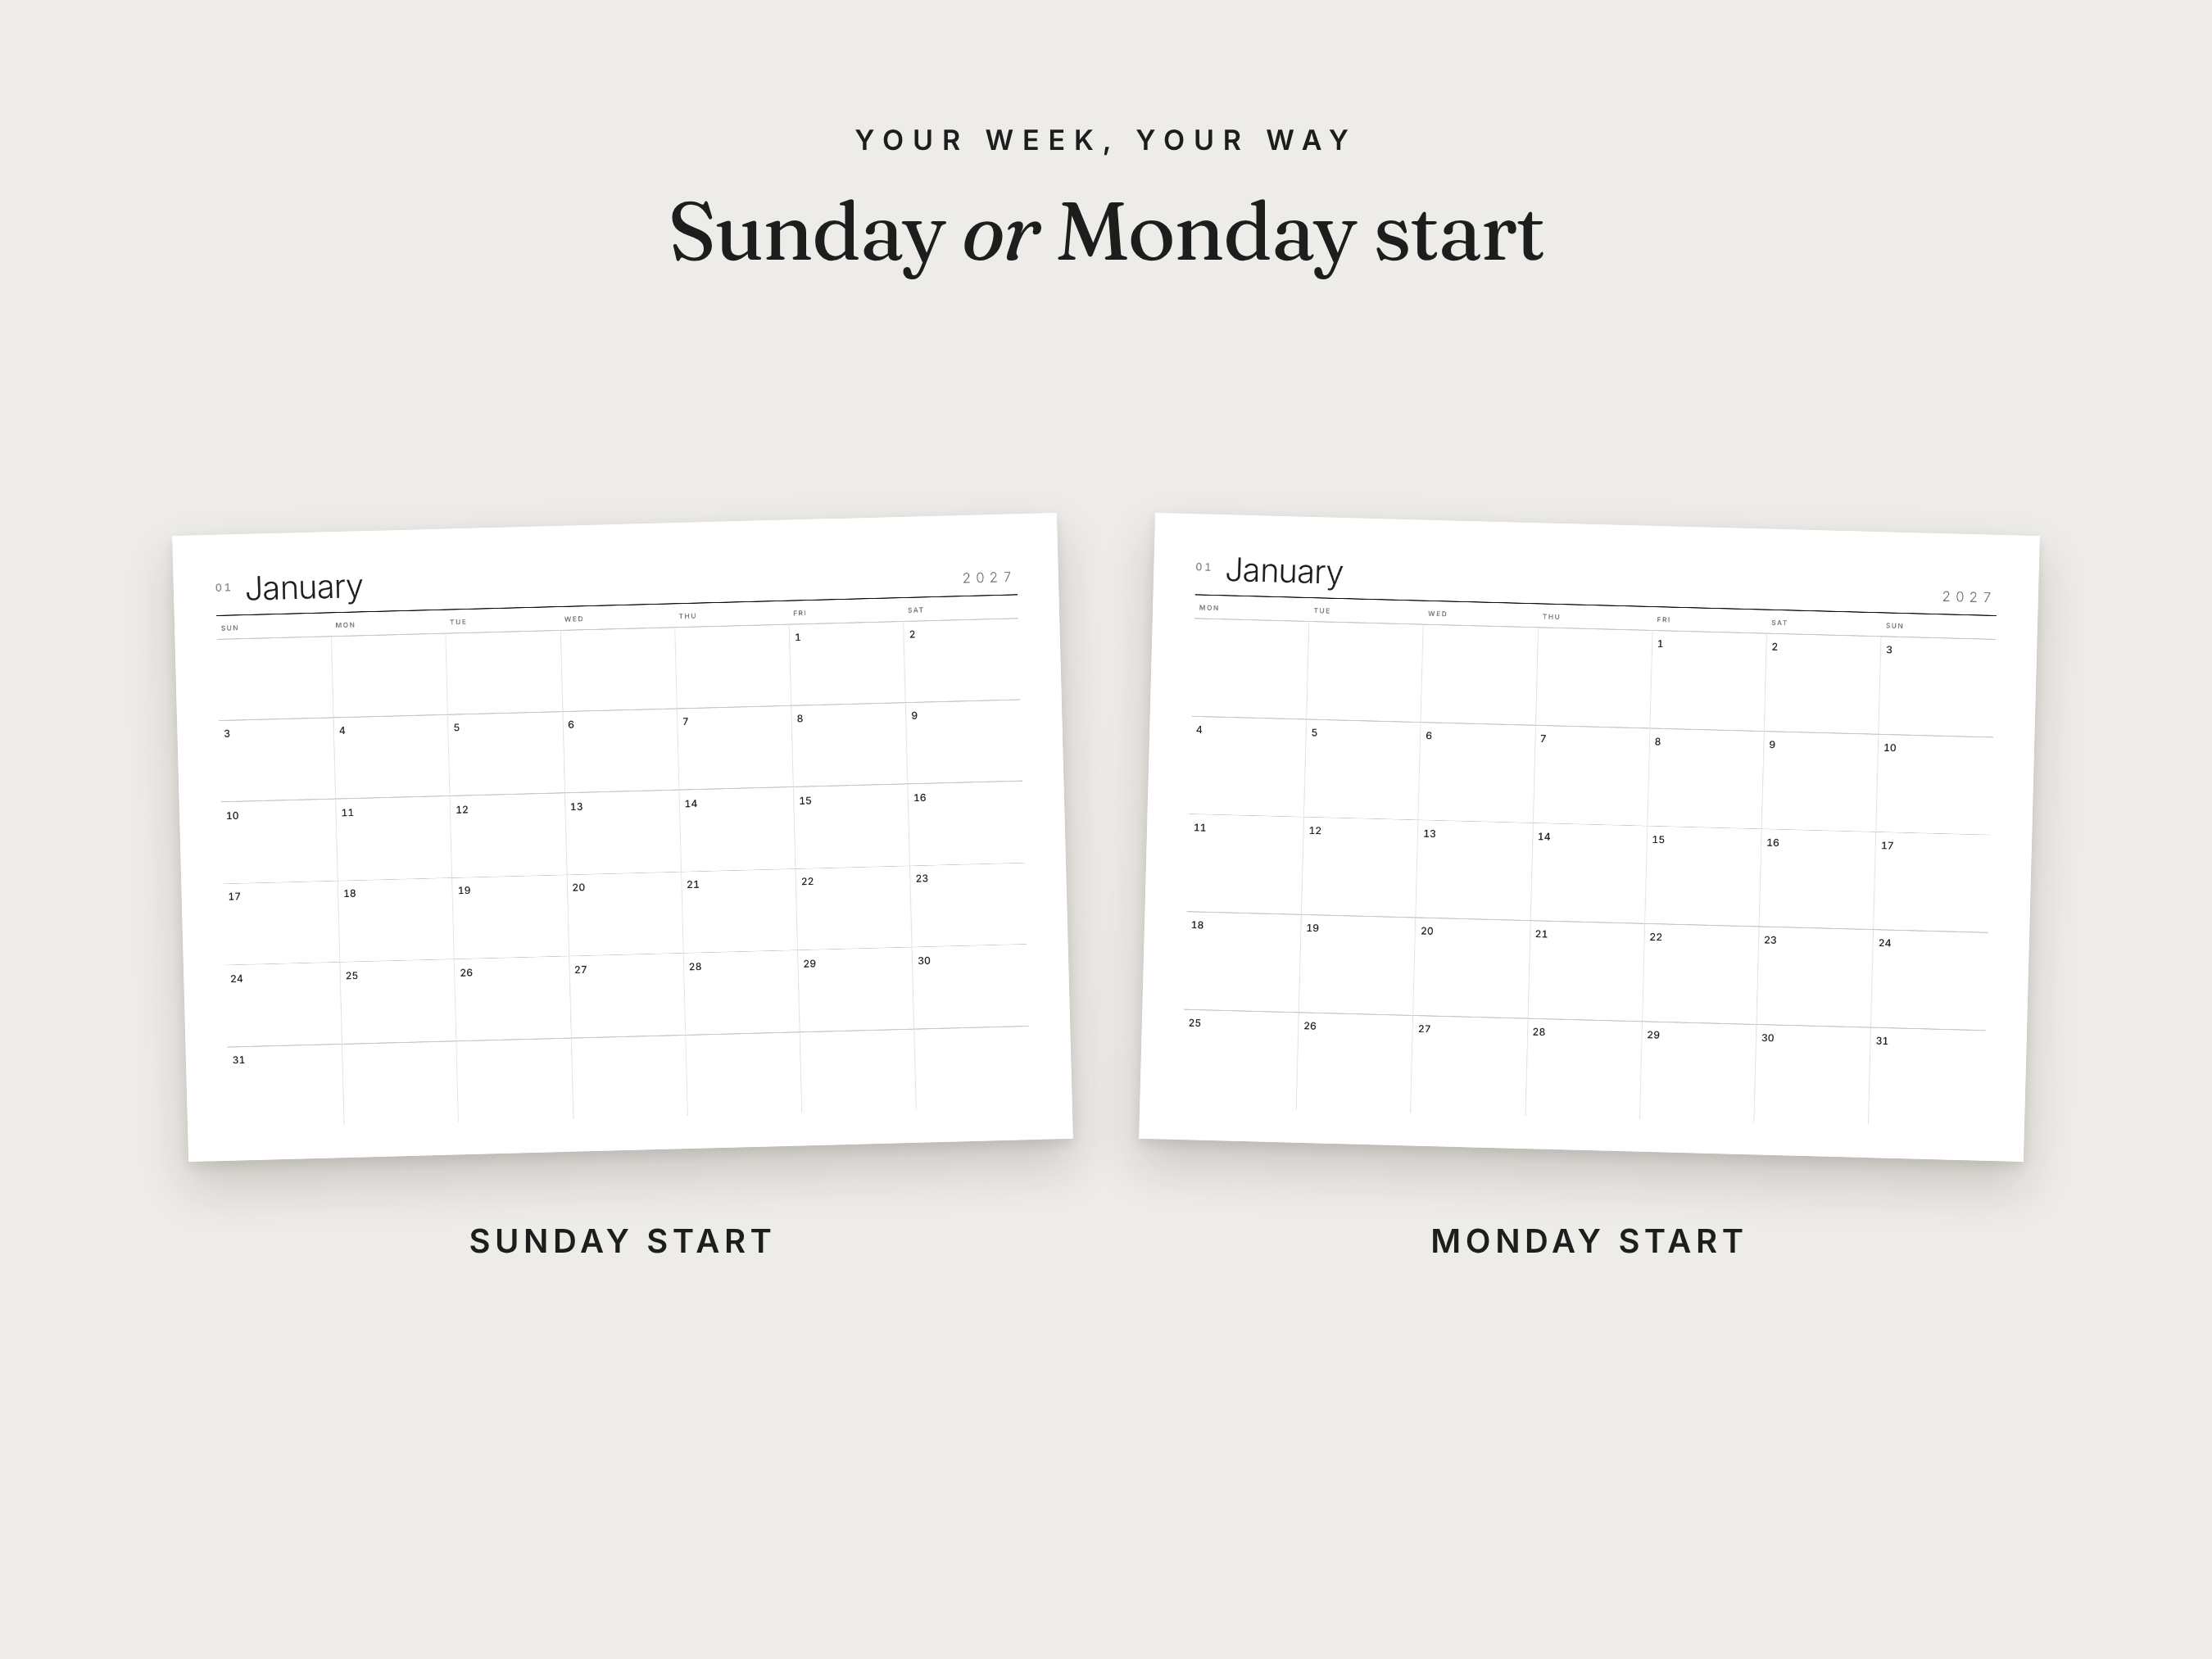 YOUR WEEK, YOUR WAY
Sunday or Monday start
01 January 2027
SUN MON TUE WED THU FRI SAT
1 2
3 4 5 6 7 8 9
10 11 12 13 14 15 16
17 18 19 20 21 22 23
24 25 26 27 28 29 30
31
SUNDAY START
01 January 2027
MON TUE WED THU FRI SAT SUN
1 2 3
4 5 6 7 8 9 10
11 12 13 14 15 16 17
18 19 20 21 22 23 24
25 26 27 28 29 30 31
MONDAY START